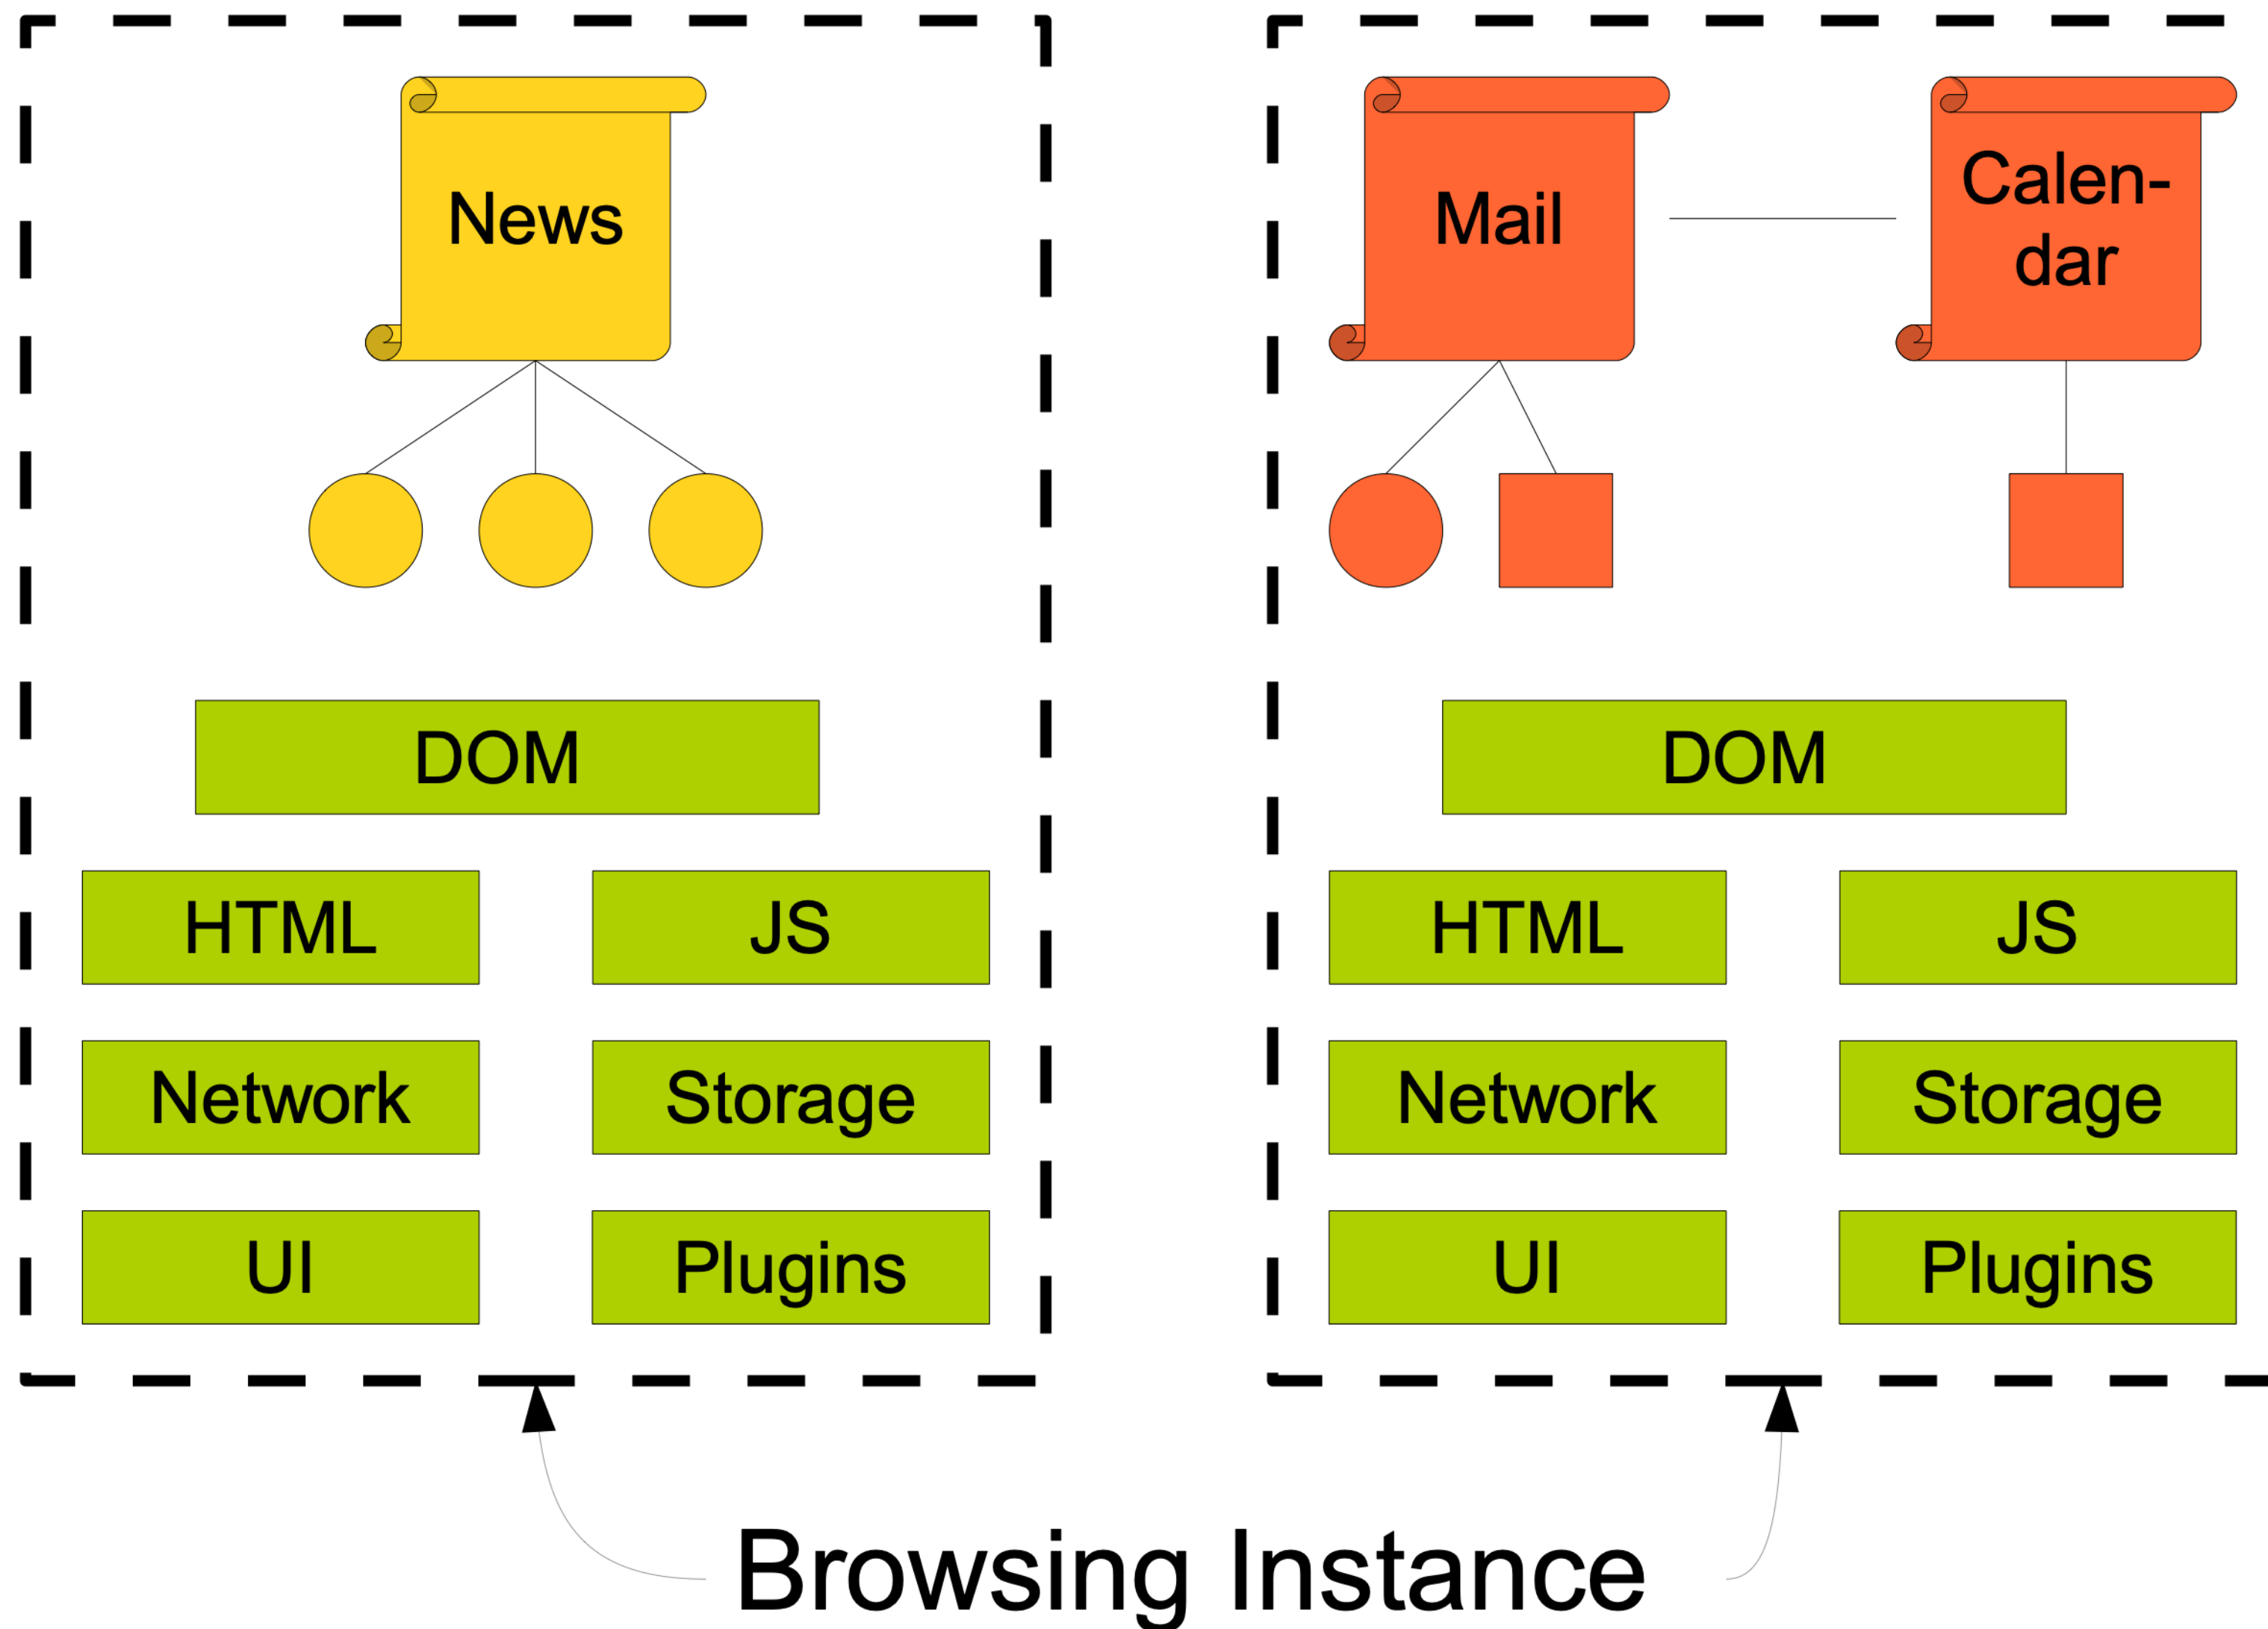 News
Mail
Calen-
dar
DOM
DOM
HTML
JS
HTML
JS
Network
Storage
Network
Storage
UI
Plugins
UI
Plugins
Browsing Instance